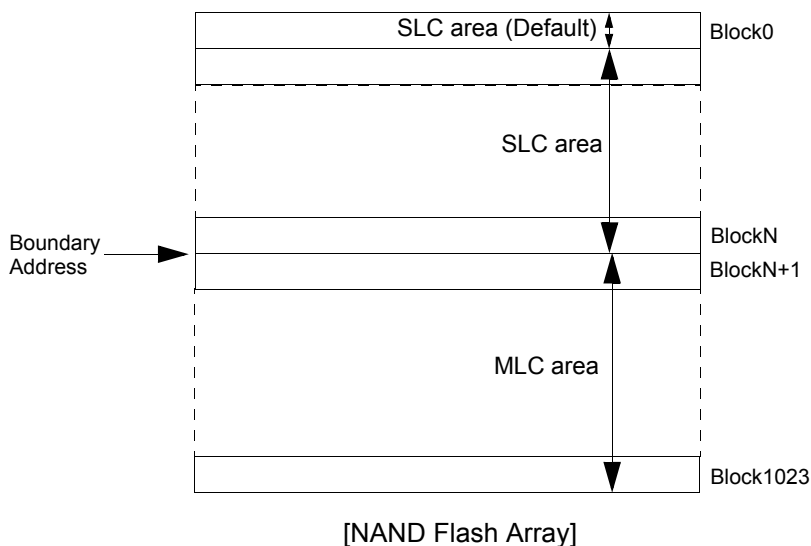 SLC area (Default)
Block0
SLC area
BlockN
Boundary
Address
BlockN+1
MLC area
Block1023
[NAND Flash Array]